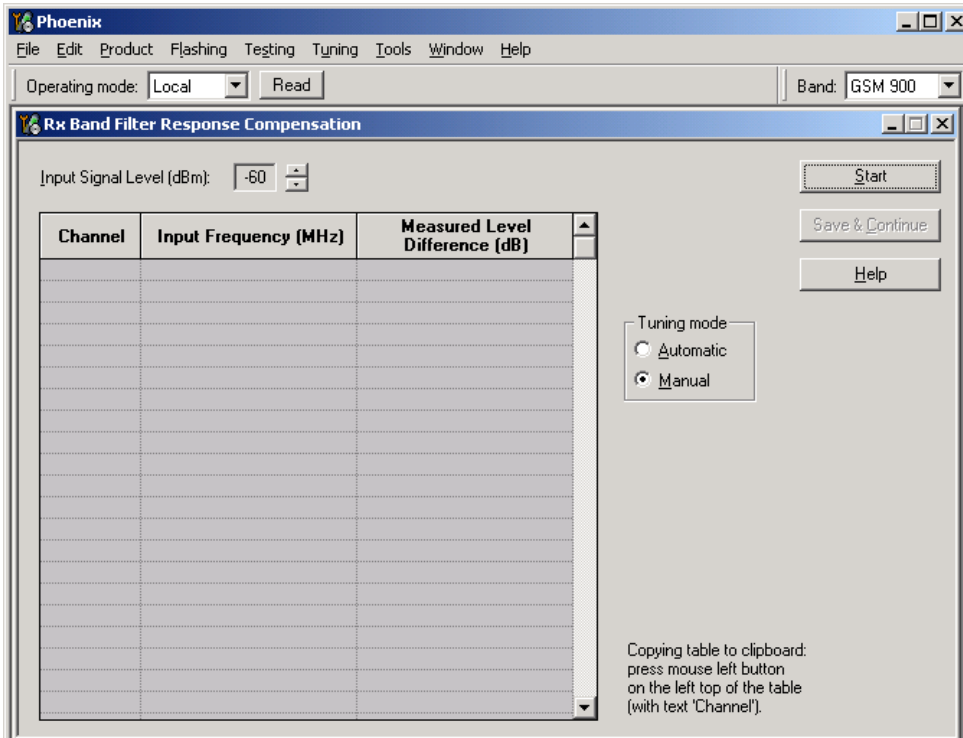 Phoenix
File Edit Product Flashing Testing Tuning Tools Window Help
Operating mode: Local Read Band: GSM 900
Rx Band Filter Response Compensation
Input Signal Level (dBm): -60
Start
Save & Continue
Help
Channel Input Frequency (MHz) Measured Level
Difference (dB)
Tuning mode
Automatic
Manual
Copying table to clipboard:
press mouse left button
on the left top of the table
(with text 'Channel').